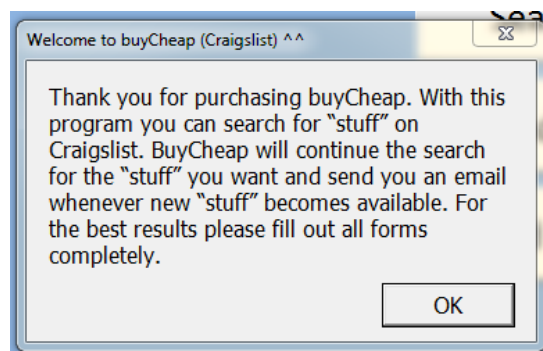 Sea
Welcome to buyCheap (Craigslist) ^^
Thank you for purchasing buyCheap. With this
program you can search for “stuff” on
Craigslist. BuyCheap will continue the search
for the “stuff” you want and send you an email
whenever new “stuff” becomes available. For
the best results please fill out all forms
completely.
OK